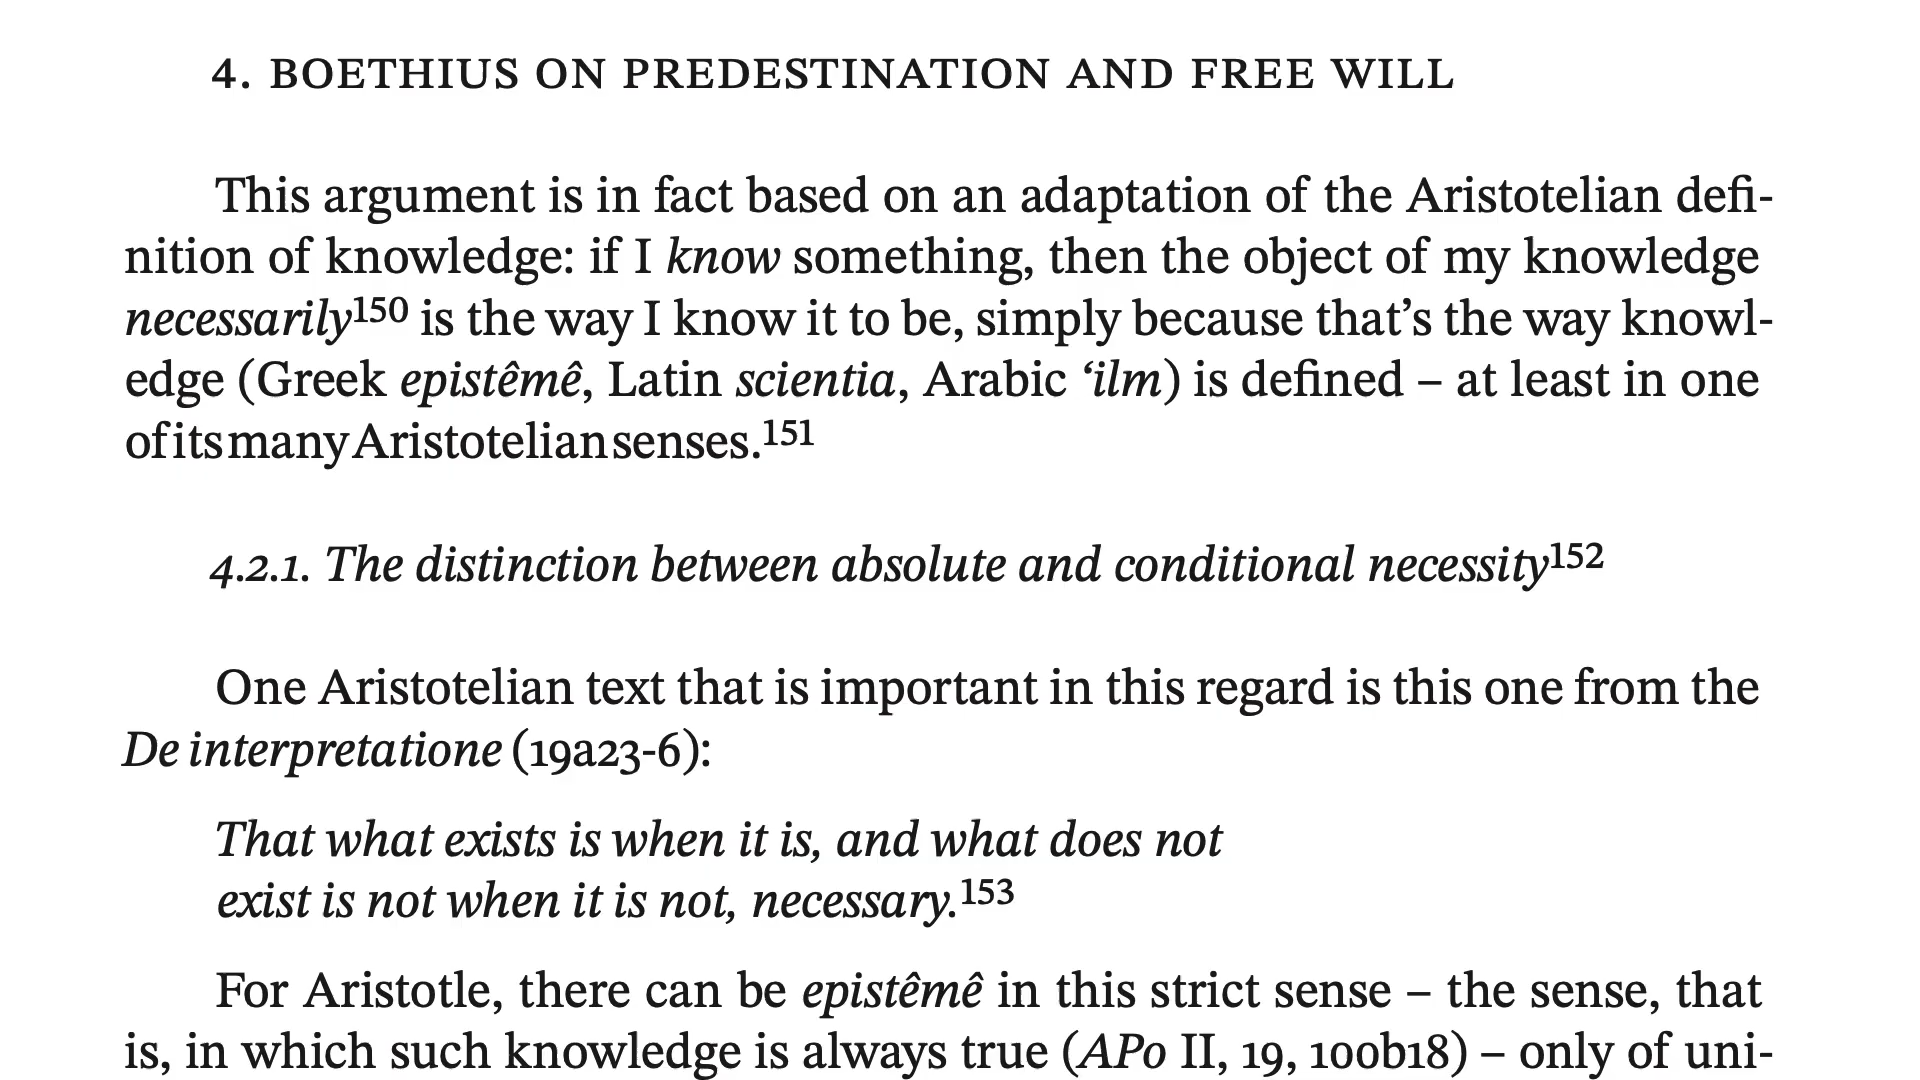 4. BOETHIUS ON PREDESTINATION AND FREE WILL
This argument is in fact based on an adaptation of the Aristotelian defi-
nition of knowledge: if I know something, then the object of my knowledge
necessarily150 is the way I know it to be, simply because that’s the way knowl-
edge (Greek epistêmê, Latin scientia, Arabic ‘ilm) is defined – at least in one
of its many Aristotelian senses.151
4.2.1. The distinction between absolute and conditional necessity152
One Aristotelian text that is important in this regard is this one from the
De interpretatione (19a23-6):
That what exists is when it is, and what does not
exist is not when it is not, necessary.153
For Aristotle, there can be epistêmê in this strict sense – the sense, that
is, in which such knowledge is always true (APo II, 19, 100b18) – only of uni-